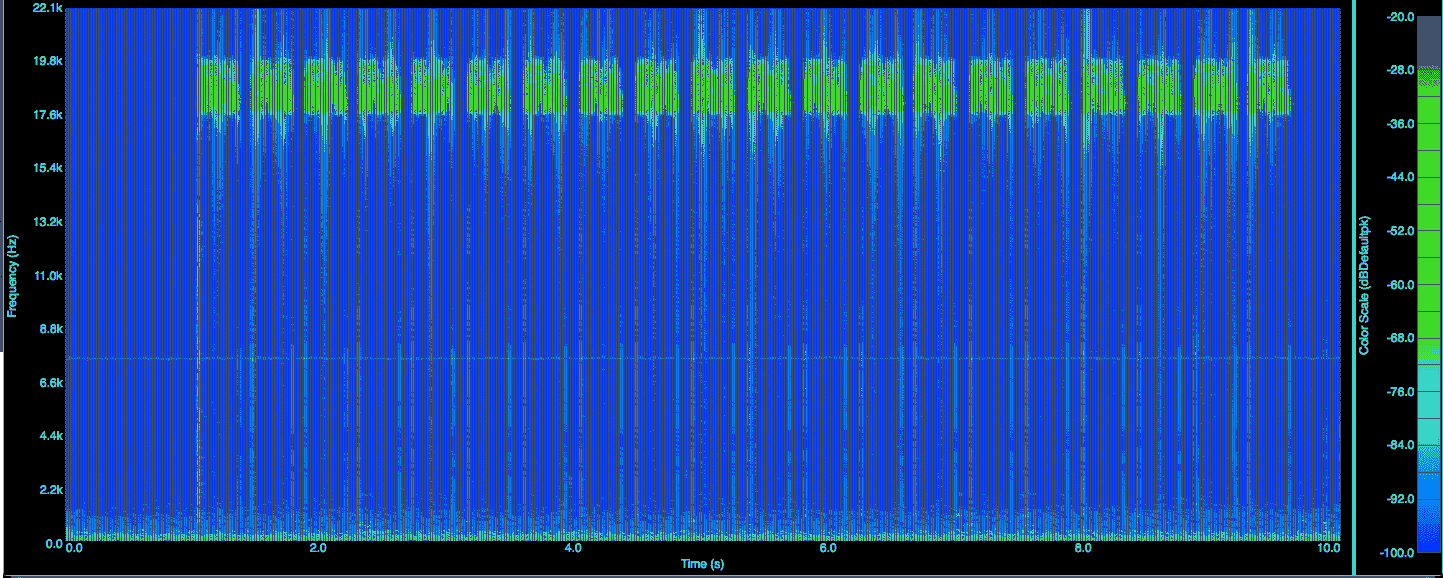 22.1k
19.8k
17.6k
15.4k
13.2k
11.0k
8.8k
6.6k
4.4k
2.2k
0.0
Frequency (Hz)
0.0 2.0 4.0 6.0 8.0 10.0
Time (s)
-20.0
-28.0
-36.0
-44.0
-52.0
-60.0
-68.0
-76.0
-84.0
-92.0
-100.0
Color Scale (dBDefaultpk)